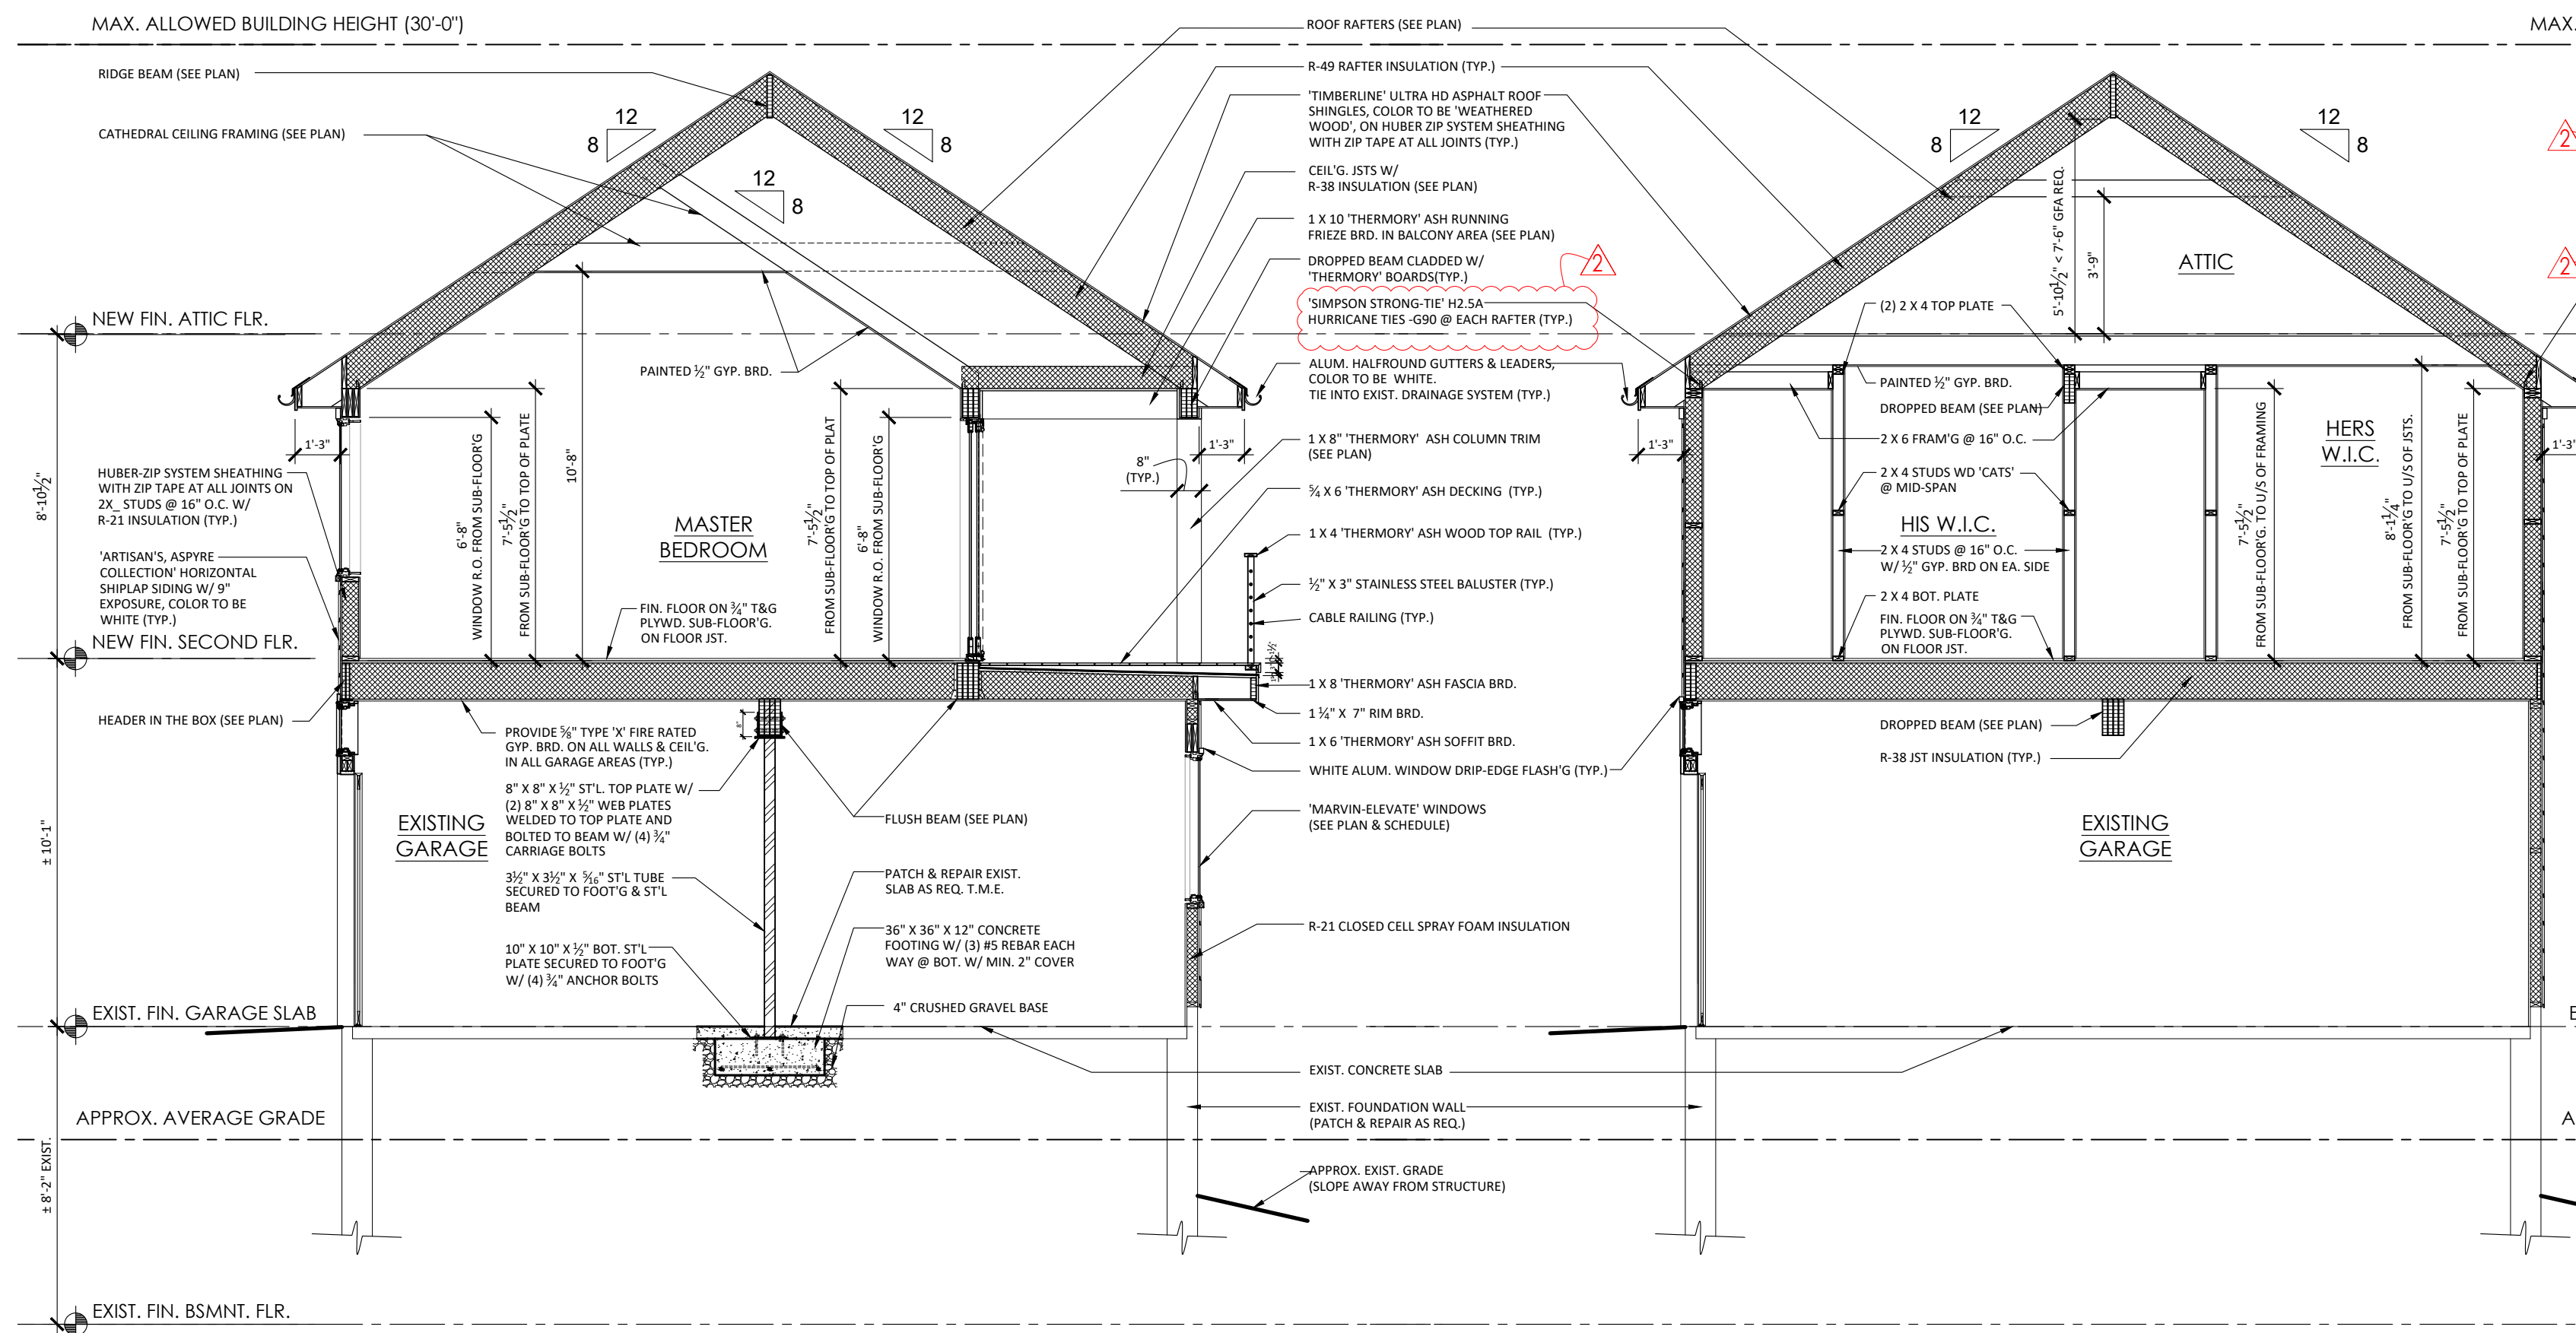 MAX. ALLOWED BUILDING HEIGHT (30'-0")
MAX.
RIDGE BEAM (SEE PLAN)
CATHEDRAL CEILING FRAMING (SEE PLAN)
12
8
12
8
12
8
ROOF RAFTERS (SEE PLAN)
R-49 RAFTER INSULATION (TYP.)
'TIMBERLINE' ULTRA HD ASPHALT ROOF
SHINGLES, COLOR TO BE 'WEATHERED
WOOD', ON HUBER ZIP SYSTEM SHEATHING
WITH ZIP TAPE AT ALL JOINTS (TYP.)
CEIL'G. JSTS W/
R-38 INSULATION (SEE PLAN)
1 X 10 'THERMORY' ASH RUNNING
FRIEZE BRD. IN BALCONY AREA (SEE PLAN)
DROPPED BEAM CLADDED W/
'THERMORY' BOARDS(TYP.)
2
'SIMPSON STRONG-TIE' H2.5A
HURRICANE TIES -G90 @ EACH RAFTER (TYP.)
ALUM. HALFROUND GUTTERS & LEADERS,
COLOR TO BE WHITE.
TIE INTO EXIST. DRAINAGE SYSTEM (TYP.)
1 X 8" 'THERMORY' ASH COLUMN TRIM
(SEE PLAN)
5/4 X 6 'THERMORY' ASH DECKING (TYP.)
1 X 4 'THERMORY' ASH WOOD TOP RAIL (TYP.)
½" X 3" STAINLESS STEEL BALUSTER (TYP.)
CABLE RAILING (TYP.)
1 X 8 'THERMORY' ASH FASCIA BRD.
1 ¼" X 7" RIM BRD.
1 X 6 'THERMORY' ASH SOFFIT BRD.
WHITE ALUM. WINDOW DRIP-EDGE FLASH'G (TYP.)
'MARVIN-ELEVATE' WINDOWS
(SEE PLAN & SCHEDULE)
R-21 CLOSED CELL SPRAY FOAM INSULATION
EXIST. CONCRETE SLAB
EXIST. FOUNDATION WALL
(PATCH & REPAIR AS REQ.)
APPROX. EXIST. GRADE
(SLOPE AWAY FROM STRUCTURE)
NEW FIN. ATTIC FLR.
PAINTED ½" GYP. BRD.
1'-3"
8'-10½"
HUBER-ZIP SYSTEM SHEATHING
WITH ZIP TAPE AT ALL JOINTS ON
2X_ STUDS @ 16" O.C. W/
R-21 INSULATION (TYP.)
'ARTISAN'S, ASPYRE
COLLECTION' HORIZONTAL
SHIPLAP SIDING W/ 9"
EXPOSURE, COLOR TO BE
WHITE (TYP.)
NEW FIN. SECOND FLR.
HEADER IN THE BOX (SEE PLAN)
6'-8"
WINDOW R.O. FROM SUB-FLOOR'G
7'-5½"
FROM SUB-FLOOR'G TO TOP OF PLATE
10'-8"
MASTER
BEDROOM
FIN. FLOOR ON ¾" T&G
PLYWD. SUB-FLOOR'G.
ON FLOOR JST.
7'-5½"
FROM SUB-FLOOR'G TO TOP OF PLAT
6'-8"
WINDOW R.O. FROM SUB-FLOOR'G
8"
(TYP.)
1'-3"
PROVIDE ⅝" TYPE 'X' FIRE RATED
GYP. BRD. ON ALL WALLS & CEIL'G.
IN ALL GARAGE AREAS (TYP.)
8"
8" X 8" X ½" ST'L. TOP PLATE W/
(2) 8" X 8" X ½" WEB PLATES
WELDED TO TOP PLATE AND
BOLTED TO BEAM W/ (4) ¾"
CARRIAGE BOLTS
EXISTING
GARAGE
3½" X 3½" X 5/16" ST'L TUBE
SECURED TO FOOT'G & ST'L
BEAM
10" X 10" X ½" BOT. ST'L
PLATE SECURED TO FOOT'G
W/ (4) ¾" ANCHOR BOLTS
FLUSH BEAM (SEE PLAN)
PATCH & REPAIR EXIST.
SLAB AS REQ. T.M.E.
36" X 36" X 12" CONCRETE
FOOTING W/ (3) #5 REBAR EACH
WAY @ BOT. W/ MIN. 2" COVER
4" CRUSHED GRAVEL BASE
± 10'-1"
EXIST. FIN. GARAGE SLAB
APPROX. AVERAGE GRADE
± 8'-2" EXIST.
EXIST. FIN. BSMNT. FLR.
12
8
12
8
2
2
5'-10½" < 7'-6" GFA REQ.
3'-9"
ATTIC
(2) 2 X 4 TOP PLATE
PAINTED ½" GYP. BRD.
DROPPED BEAM (SEE PLAN)
2 X 6 FRAM'G @ 16" O.C.
2 X 4 STUDS WD 'CATS'
@ MID-SPAN
HIS W.I.C.
2 X 4 STUDS @ 16" O.C.
W/ ½" GYP. BRD ON EA. SIDE
2 X 4 BOT. PLATE
FIN. FLOOR ON ¾" T&G
PLYWD. SUB-FLOOR'G.
ON FLOOR JST.
1'-3"
7'-5½"
FROM SUB-FLOOR'G. TO U/S OF FRAMING
HERS
W.I.C.
8'-1¼"
FROM SUB-FLOOR'G TO U/S OF JSTS.
7'-5½"
FROM SUB-FLOOR'G TO TOP OF PLATE
1'-3"
DROPPED BEAM (SEE PLAN)
R-38 JST INSULATION (TYP.)
EXISTING
GARAGE
E
A